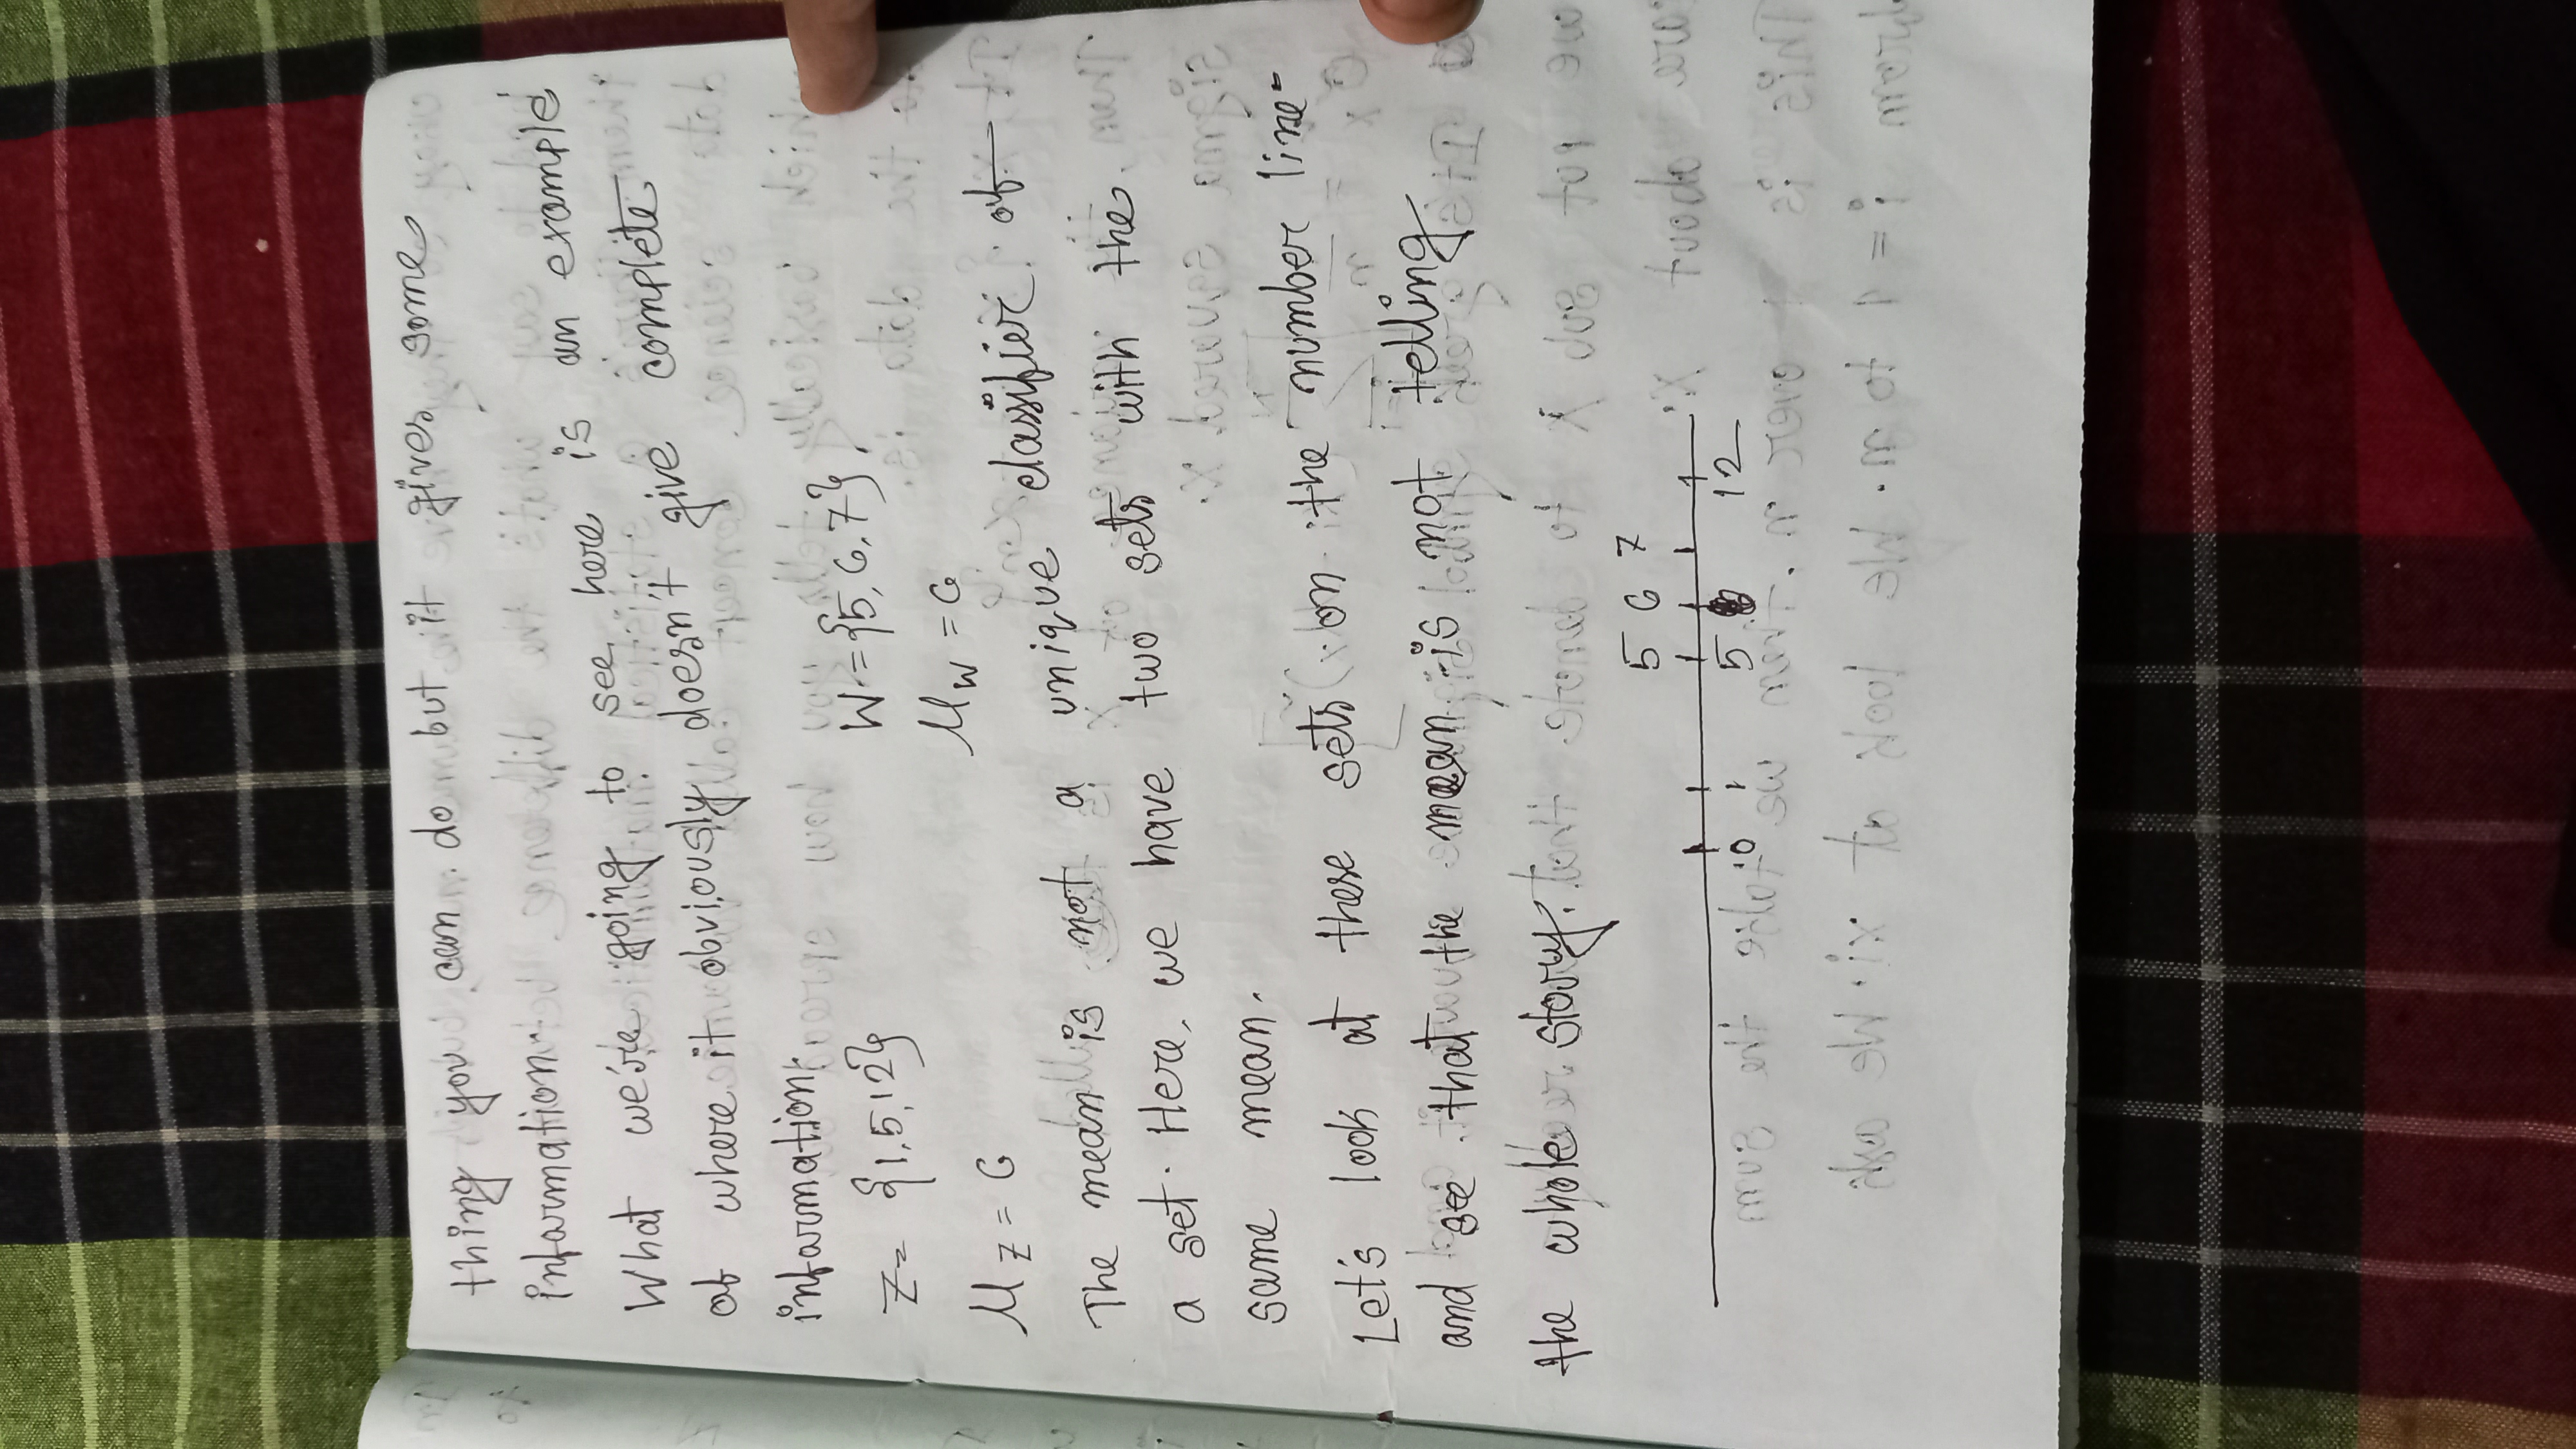 thing you can do but it gives some
information.
What we're going to see here is an example
of where it obviously doesn't give complete
information.
Z = {1, 5, 12} W = {5, 6, 7}
μ_Z = 6 μ_W = 6
The mean is not a unique classifier of
a set. Here, we have two sets with the
same mean.
Let's look at these sets on the number line
and see that the mean is not telling
the whole story.
5 6 7
0 1 5 12